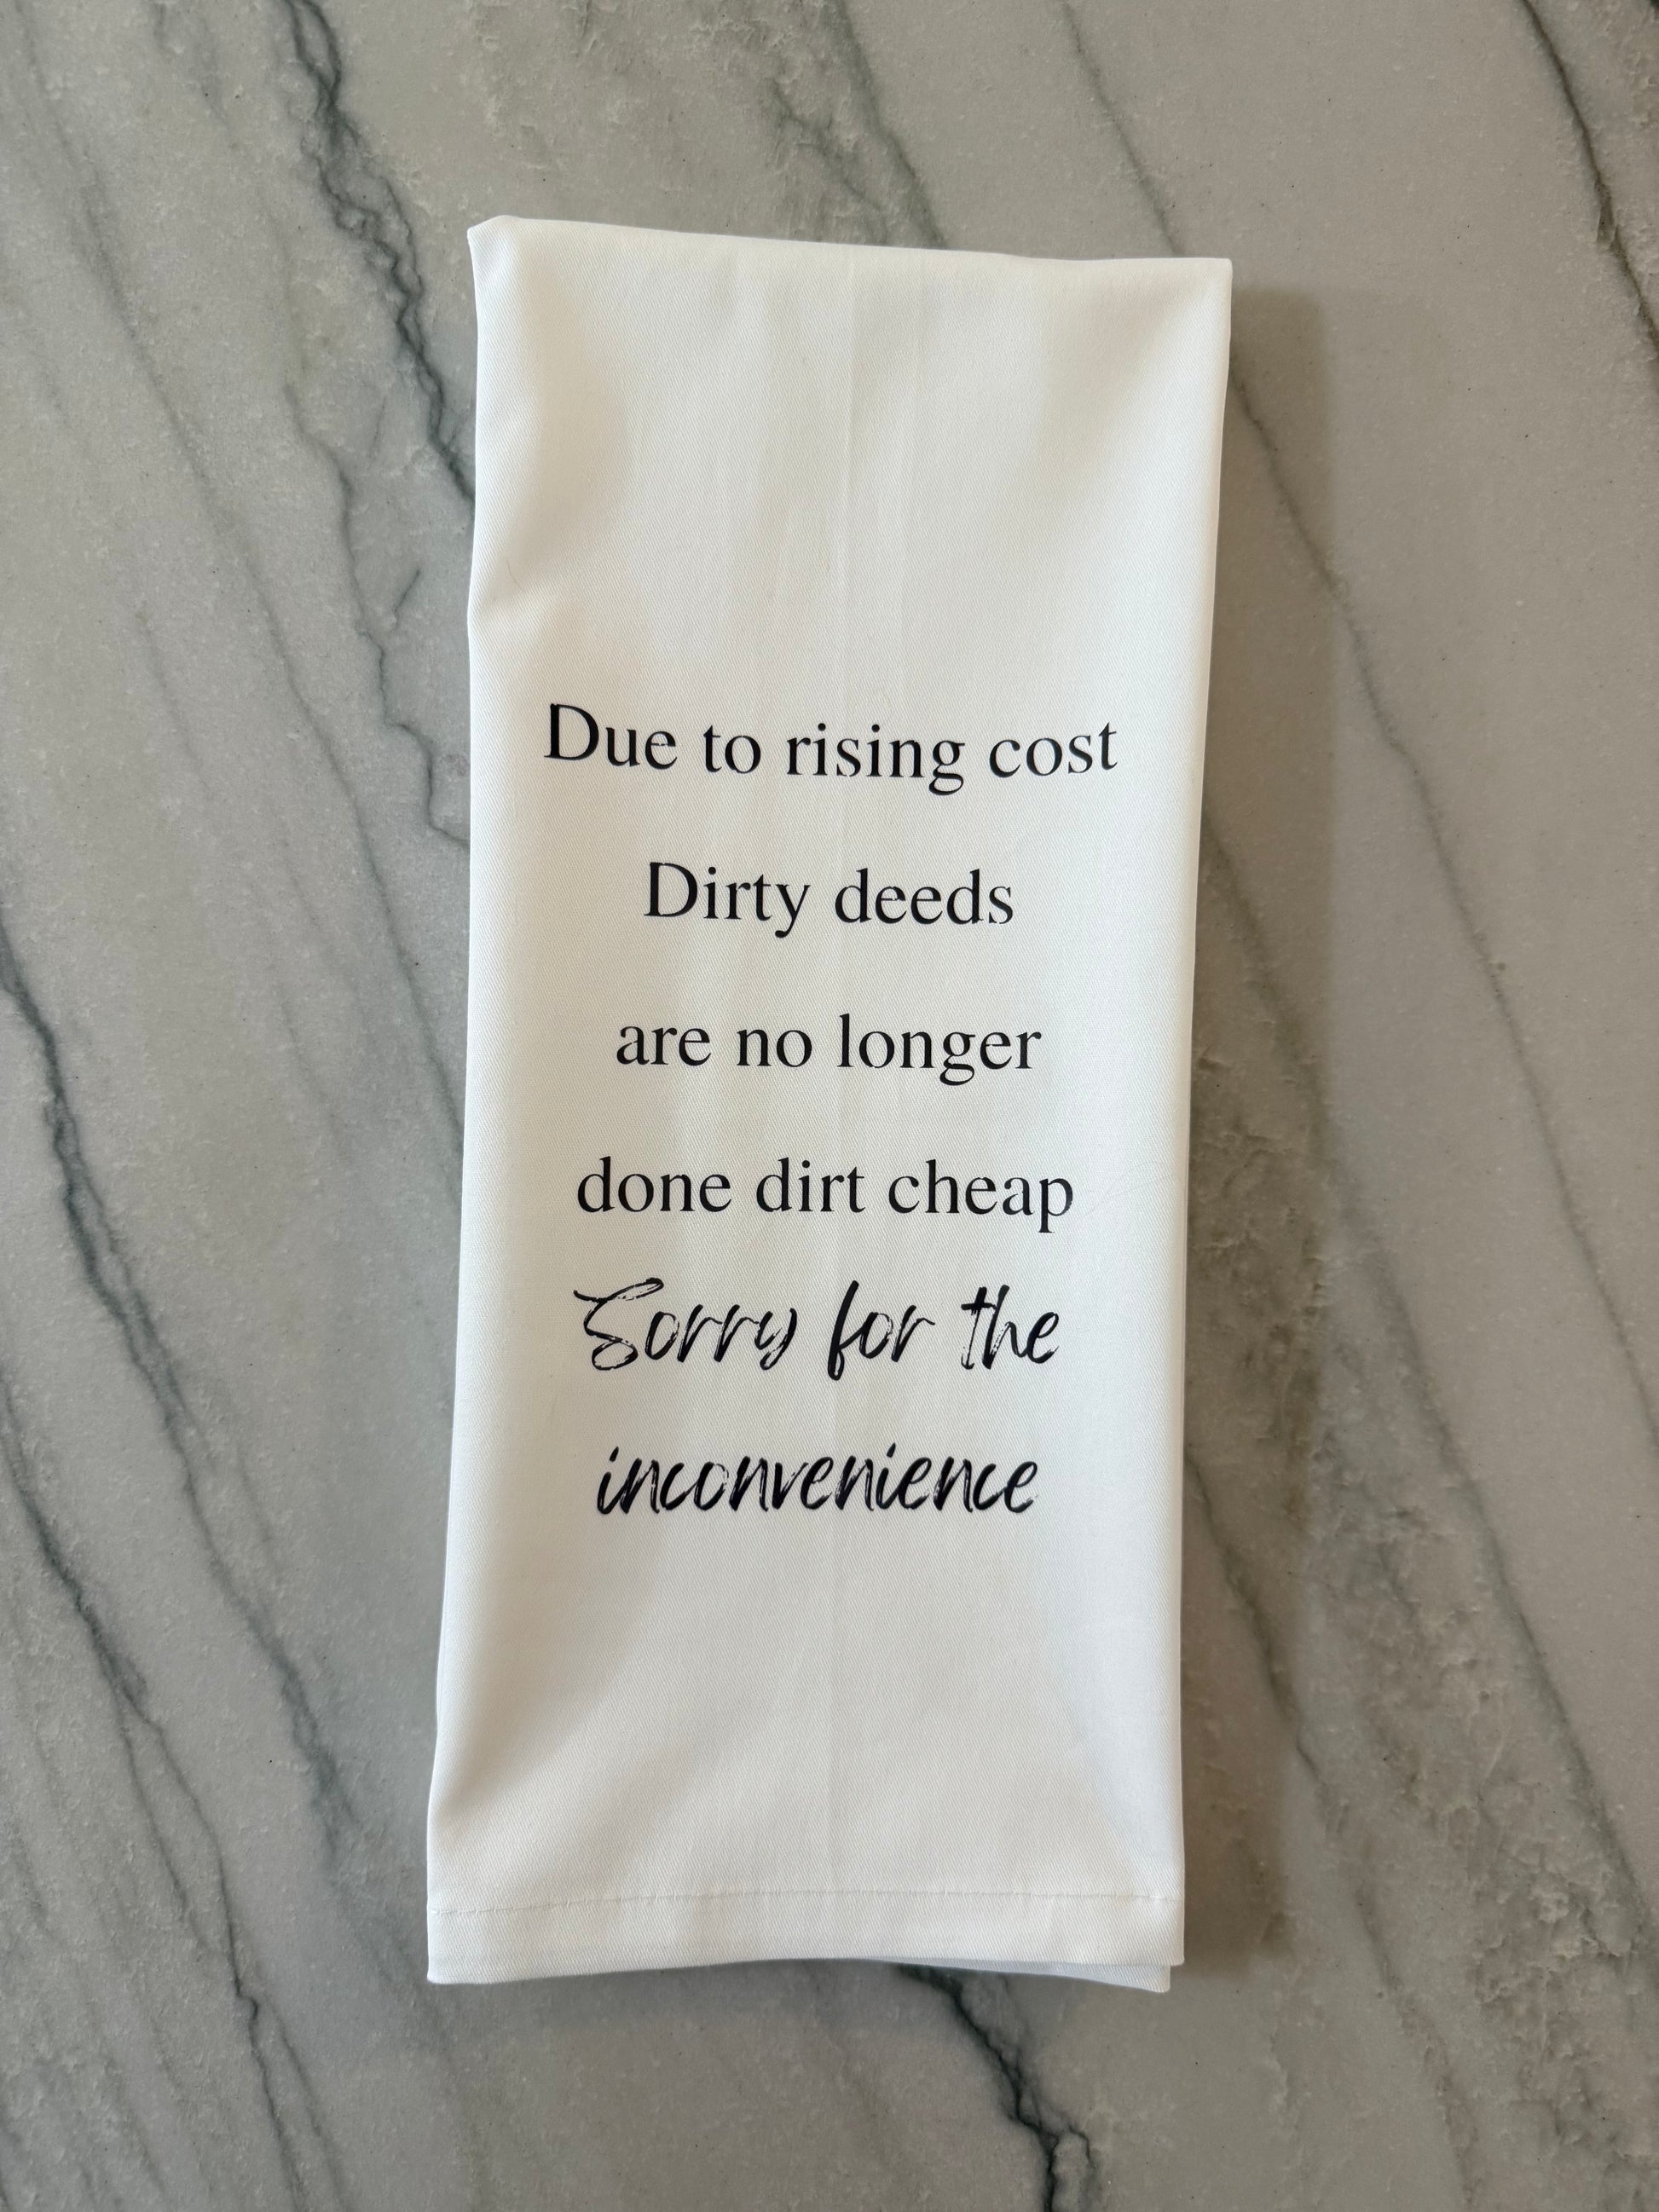 Due to rising cost
Dirty deeds
are no longer
done dirt cheap
Sorry for the
inconvenience